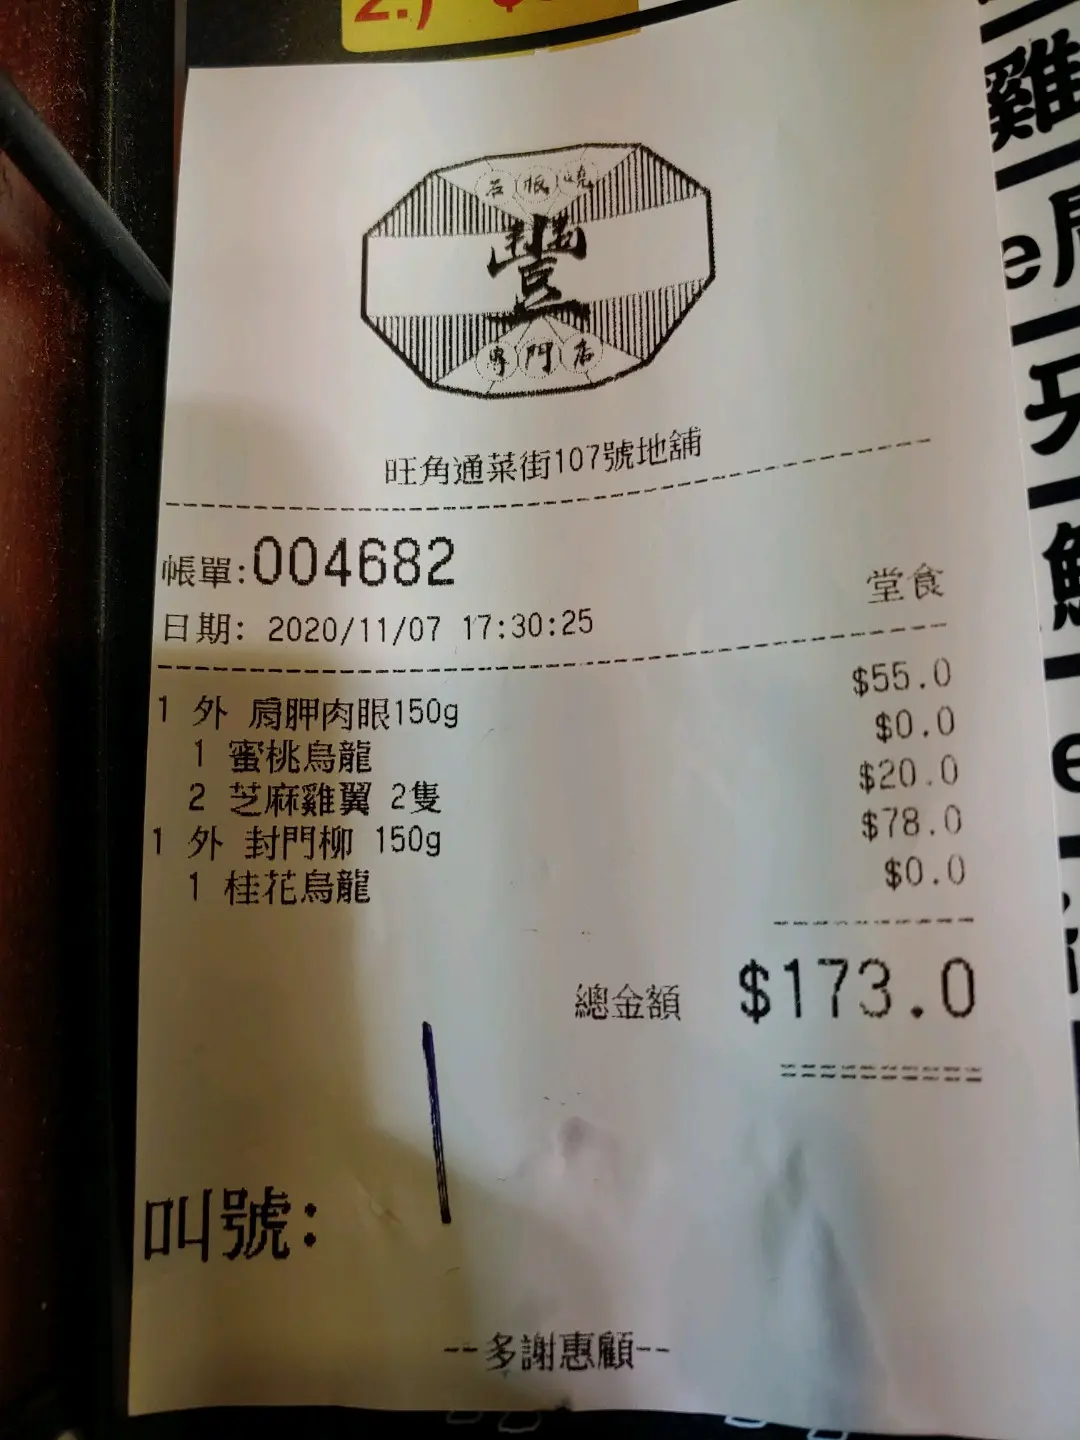 石板燒
豐
專門店
旺角通菜街107號地舖
帳單:004682
堂食
日期: 2020/11/07 17:30:25
1 外 肩胛肉眼150g $55.0
1 蜜桃烏龍 $0.0
2 芝麻雞翼 2隻 $20.0
1 外 封門柳 150g $78.0
1 桂花烏龍 $0.0
總金額 $173.0
叫號:
--多謝惠顧--
雞
e
牙
e